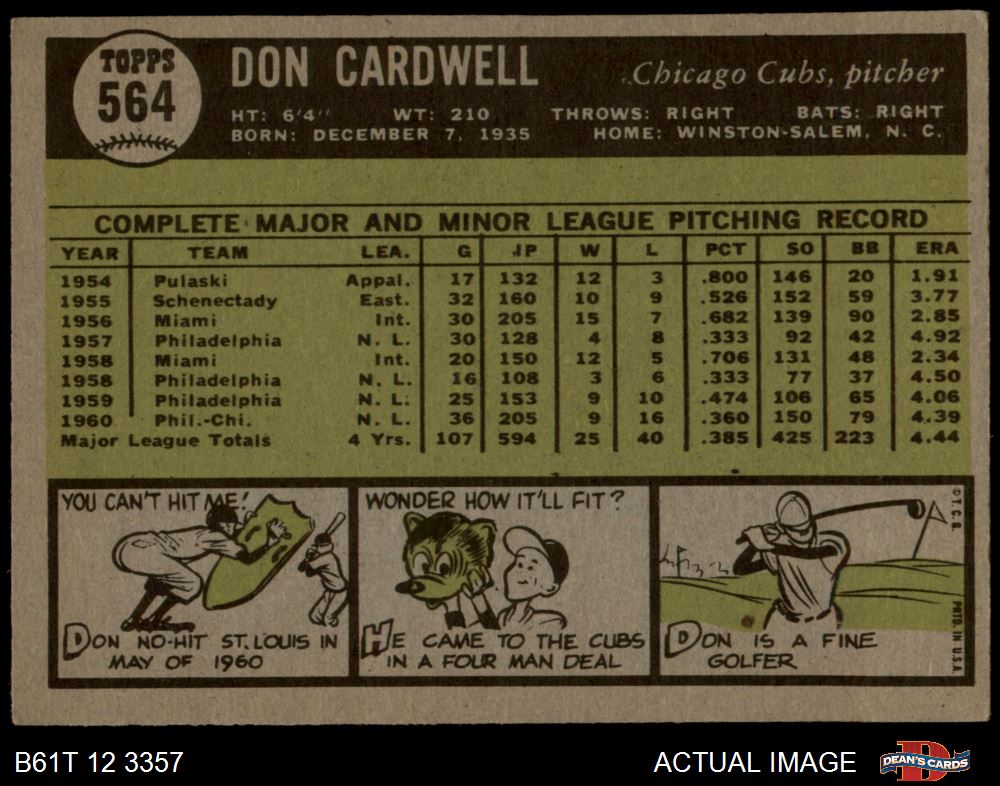 TOPPS
564
DON CARDWELL
Chicago Cubs, pitcher
HT: 6'4" WT: 210 THROWS: RIGHT BATS: RIGHT
BORN: DECEMBER 7, 1935 HOME: WINSTON-SALEM, N. C.
COMPLETE MAJOR AND MINOR LEAGUE PITCHING RECORD
YEAR TEAM LEA. G IP W L PCT SO BB ERA
1954 Pulaski Appal. 17 132 12 3 .800 146 20 1.91
1955 Schenectady East. 32 160 10 9 .526 152 59 3.77
1956 Miami Int. 30 205 15 7 .682 139 90 2.85
1957 Philadelphia N. L. 30 128 4 8 .333 92 42 4.92
1958 Miami Int. 20 150 12 5 .706 131 48 2.34
1958 Philadelphia N. L. 16 108 3 6 .333 77 37 4.50
1959 Philadelphia N. L. 25 153 9 10 .474 106 65 4.06
1960 Phil.-Chi. N. L. 36 205 9 16 .360 150 79 4.39
Major League Totals 4 Yrs. 107 594 25 40 .385 425 223 4.44
YOU CAN'T HIT ME!
DON NO-HIT ST. LOUIS IN
MAY OF 1960
WONDER HOW IT'LL FIT?
HE CAME TO THE CUBS
IN A FOUR MAN DEAL
DON IS A FINE
GOLFER
© T. C. G.
PRTD. IN U.S.A.
B61T 12 3357
ACTUAL IMAGE
DEAN'S CARDS